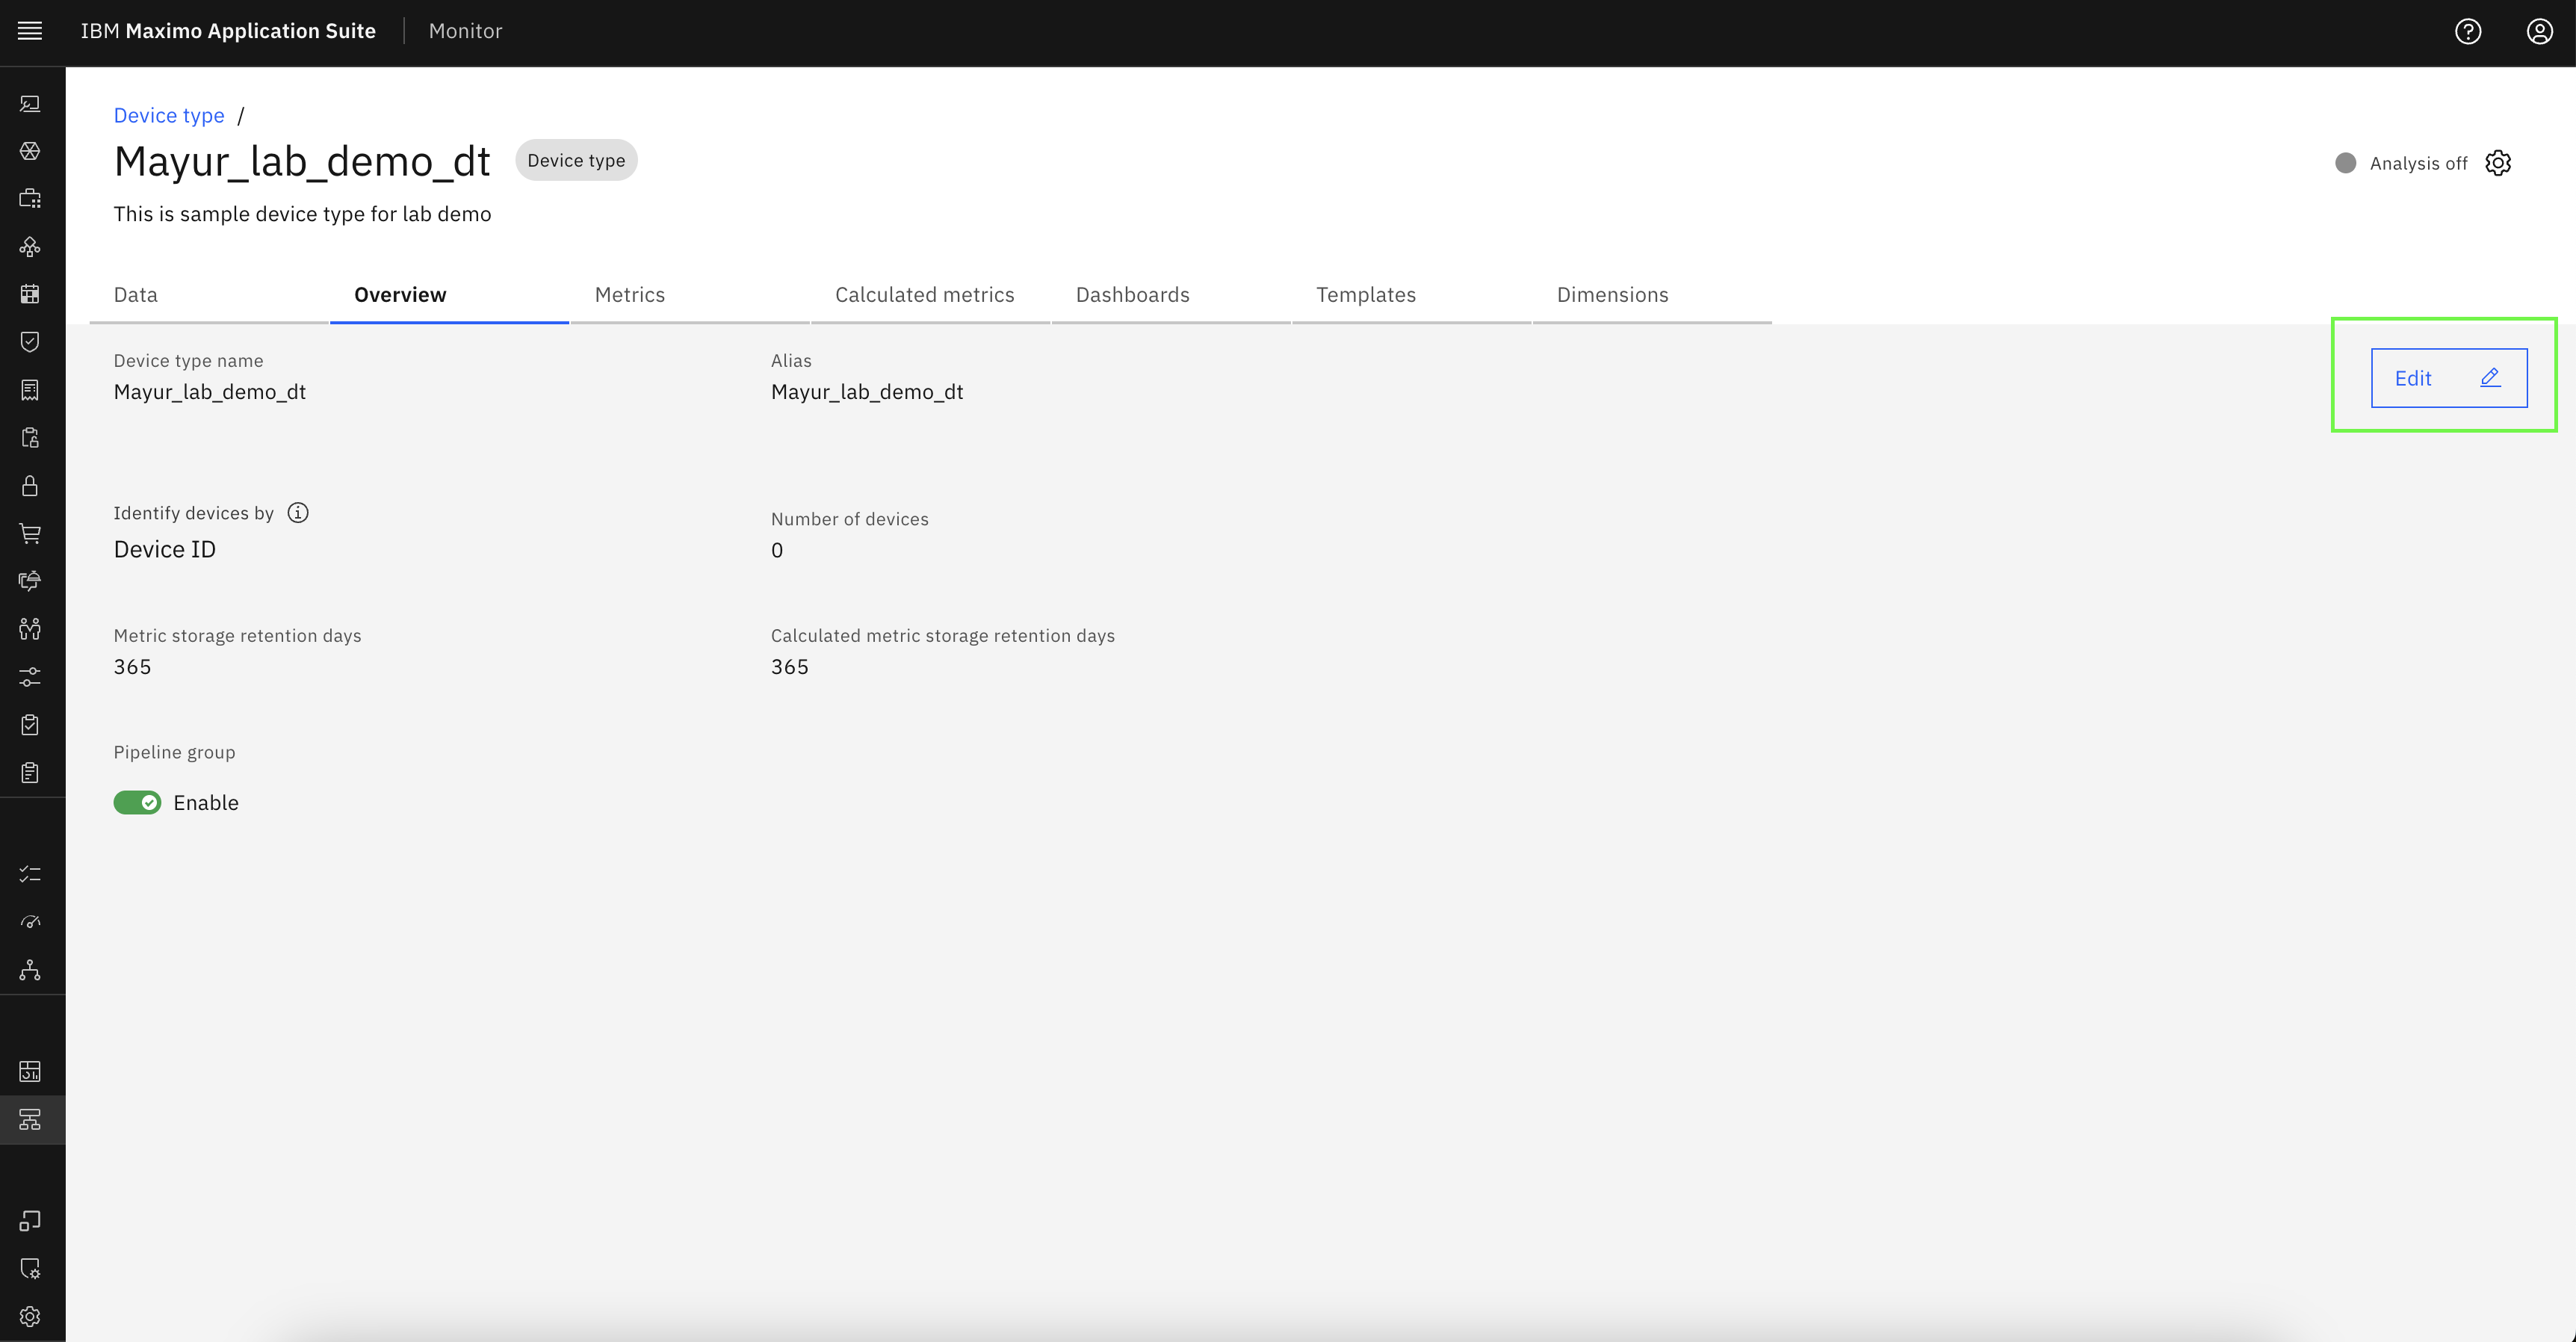 IBM Maximo Application Suite Monitor
Device type /
Mayur_lab_demo_dt Device type
Analysis off
This is sample device type for lab demo
Data Overview Metrics Calculated metrics Dashboards Templates Dimensions
Device type name
Mayur_lab_demo_dt
Alias
Mayur_lab_demo_dt
Edit
Identify devices by
Device ID
Number of devices
0
Metric storage retention days
365
Calculated metric storage retention days
365
Pipeline group
Enable